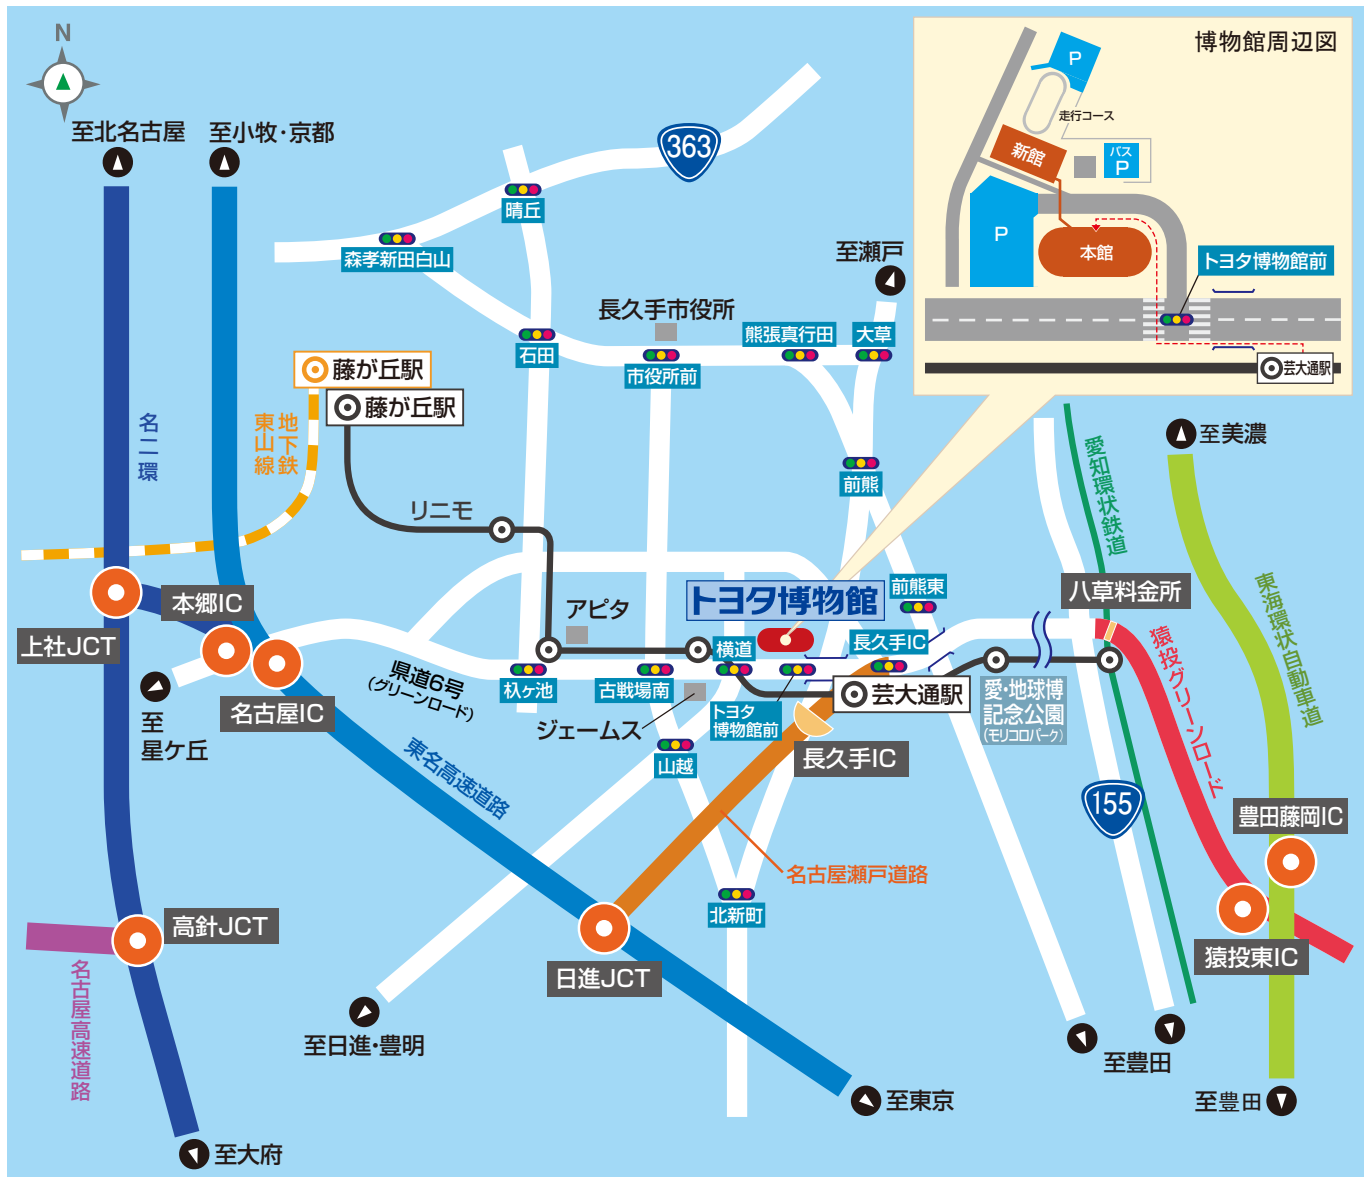 N
至北名古屋
至小牧・京都
363
晴丘
森孝新田白山
至瀬戸
長久手市役所
石田
市役所前
熊張真行田
大草
藤が丘駅
藤が丘駅
名二環
地下鉄
東山線
リニモ
前熊
愛知環状鉄道
至美濃
東海環状自動車道
八草料金所
猿投グリーンロード
本郷IC
上社JCT
名古屋IC
至
星ケ丘
県道6号
(グリーンロード)
アピタ
トヨタ博物館
前熊東
長久手IC
横道
杁ヶ池
古戦場南
ジェームス
トヨタ
博物館前
芸大通駅
愛・地球博
記念公園
(モリコロパーク)
長久手IC
山越
東名高速道路
155
豊田藤岡IC
名古屋瀬戸道路
北新町
高針JCT
名古屋高速道路
日進JCT
猿投東IC
至日進・豊明
至豊田
至東京
至豊田
至大府
博物館周辺図
P
走行コース
新館
バス
P
P
本館
トヨタ博物館前
芸大通駅